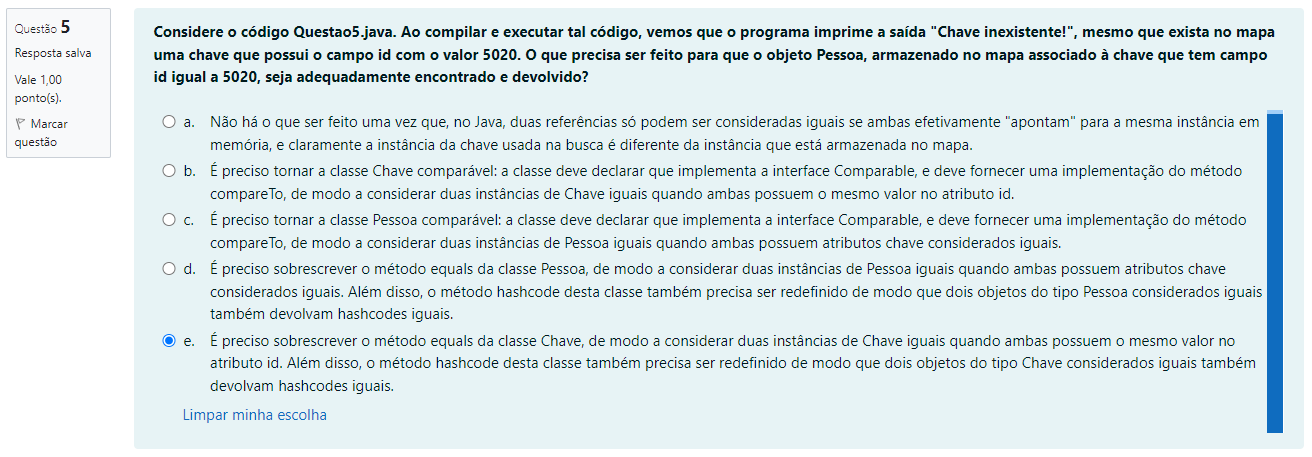 Questão 5
Resposta salva
Vale 1,00
ponto(s).
Marcar
questão
Considere o código Questao5.java. Ao compilar e executar tal código, vemos que o programa imprime a saída "Chave inexistente!", mesmo que exista no mapa
uma chave que possui o campo id com o valor 5020. O que precisa ser feito para que o objeto Pessoa, armazenado no mapa associado à chave que tem campo
id igual a 5020, seja adequadamente encontrado e devolvido?
a. Não há o que ser feito uma vez que, no Java, duas referências só podem ser consideradas iguais se ambas efetivamente "apontam" para a mesma instância em
memória, e claramente a instância da chave usada na busca é diferente da instância que está armazenada no mapa.
b. É preciso tornar a classe Chave comparável: a classe deve declarar que implementa a interface Comparable, e deve fornecer uma implementação do método
compareTo, de modo a considerar duas instâncias de Chave iguais quando ambas possuem o mesmo valor no atributo id.
c. É preciso tornar a classe Pessoa comparável: a classe deve declarar que implementa a interface Comparable, e deve fornecer uma implementação do método
compareTo, de modo a considerar duas instâncias de Pessoa iguais quando ambas possuem atributos chave considerados iguais.
d. É preciso sobrescrever o método equals da classe Pessoa, de modo a considerar duas instâncias de Pessoa iguais quando ambas possuem atributos chave
considerados iguais. Além disso, o método hashcode desta classe também precisa ser redefinido de modo que dois objetos do tipo Pessoa considerados iguais
também devolvam hashcodes iguais.
e. É preciso sobrescrever o método equals da classe Chave, de modo a considerar duas instâncias de Chave iguais quando ambas possuem o mesmo valor no
atributo id. Além disso, o método hashcode desta classe também precisa ser redefinido de modo que dois objetos do tipo Chave considerados iguais também
devolvam hashcodes iguais.
Limpar minha escolha